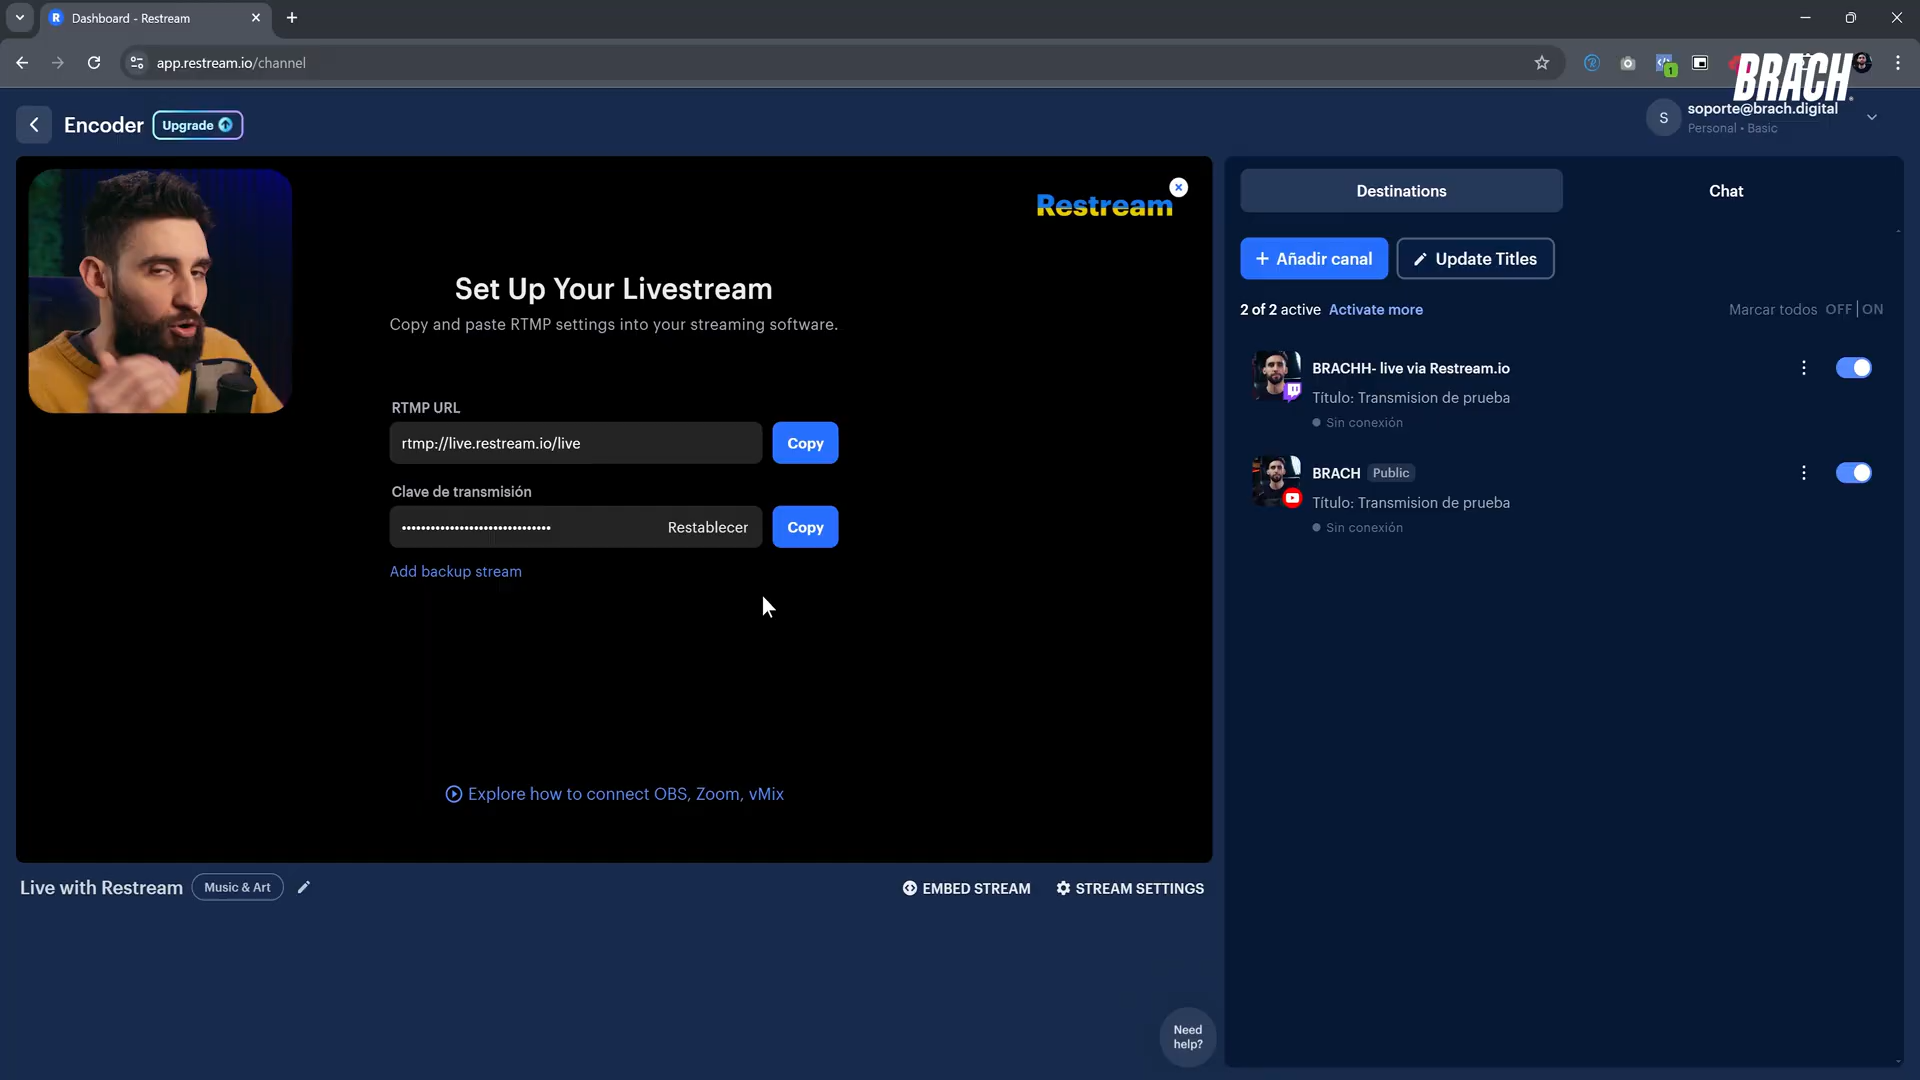 Dashboard - Restream
app.restream.io/channel
1
BRACH
Encoder
Upgrade
S
soporte@brach.digital
Personal • Basic
Restream
Set Up Your Livestream
Copy and paste RTMP settings into your streaming software.
RTMP URL
rtmp://live.restream.io/live
Copy
Clave de transmisión
•••••••••••••••••••••••••••••••
Restablecer
Copy
Add backup stream
Explore how to connect OBS, Zoom, vMix
Live with Restream
Music & Art
EMBED STREAM
STREAM SETTINGS
Need
help?
Destinations
Chat
+ Añadir canal
Update Titles
2 of 2 active Activate more
Marcar todos OFF | ON
BRACHH- live via Restream.io
Título: Transmision de prueba
Sin conexión
BRACH Public
Título: Transmision de prueba
Sin conexión